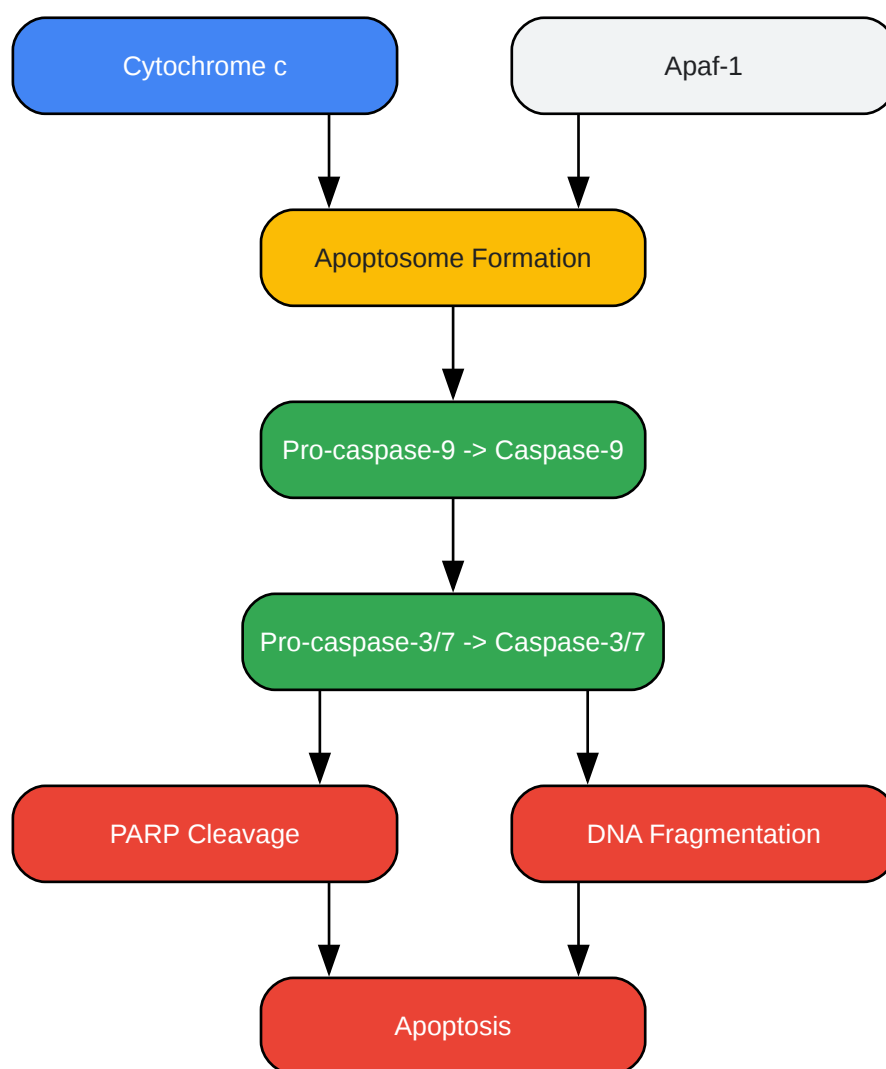 Cytochrome c
Apaf-1
Apoptosome Formation
Pro-caspase-9 -> Caspase-9
Pro-caspase-3/7 -> Caspase-3/7
PARP Cleavage
DNA Fragmentation
Apoptosis